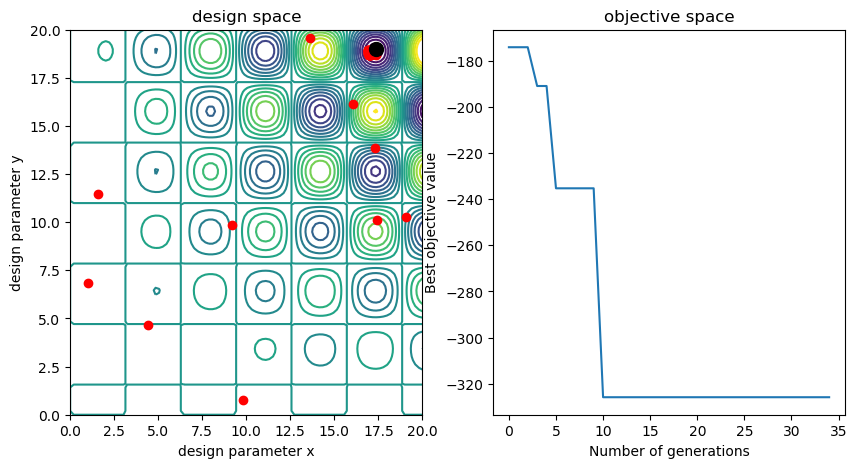 design space
20.0
17.5
15.0
12.5
10.0
7.5
5.0
2.5
0.0
design parameter y
0.0 2.5 5.0 7.5 10.0 12.5 15.0 17.5 20.0
design parameter x
objective space
−180
−200
−220
−240
−260
−280
−300
−320
Best objective value
0 5 10 15 20 25 30 35
Number of generations